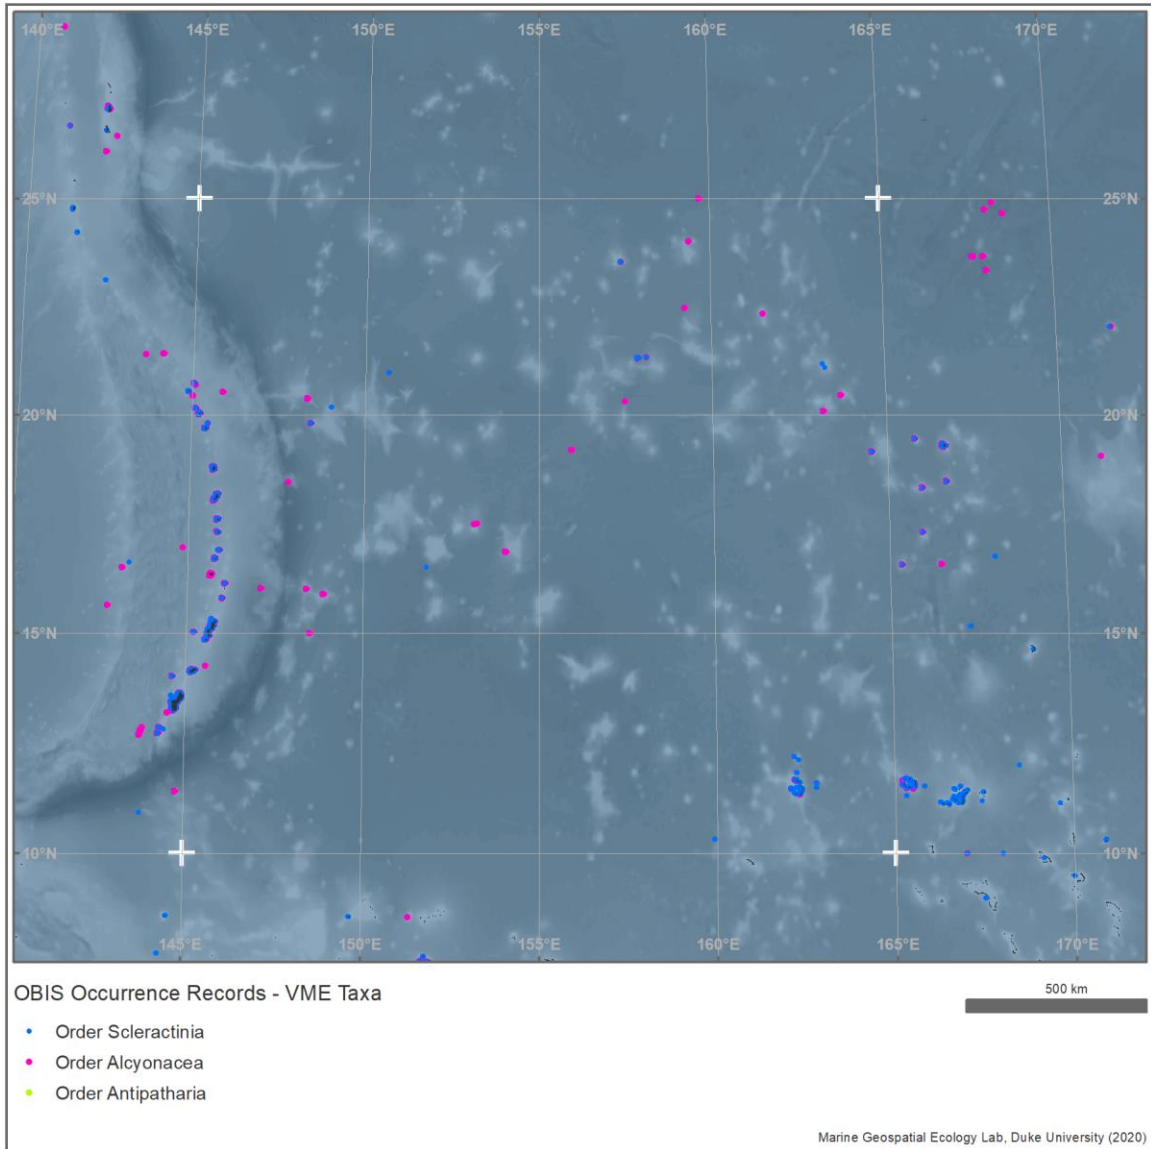 140°E 145°E 150°E 155°E 160°E 165°E 170°E
25°N 25°N
20°N 20°N
15°N 15°N
10°N 10°N
145°E 150°E 155°E 160°E 165°E 170°E
OBIS Occurrence Records - VME Taxa
500 km
Order Scleractinia
Order Alcyonacea
Order Antipatharia
Marine Geospatial Ecology Lab, Duke University (2020)